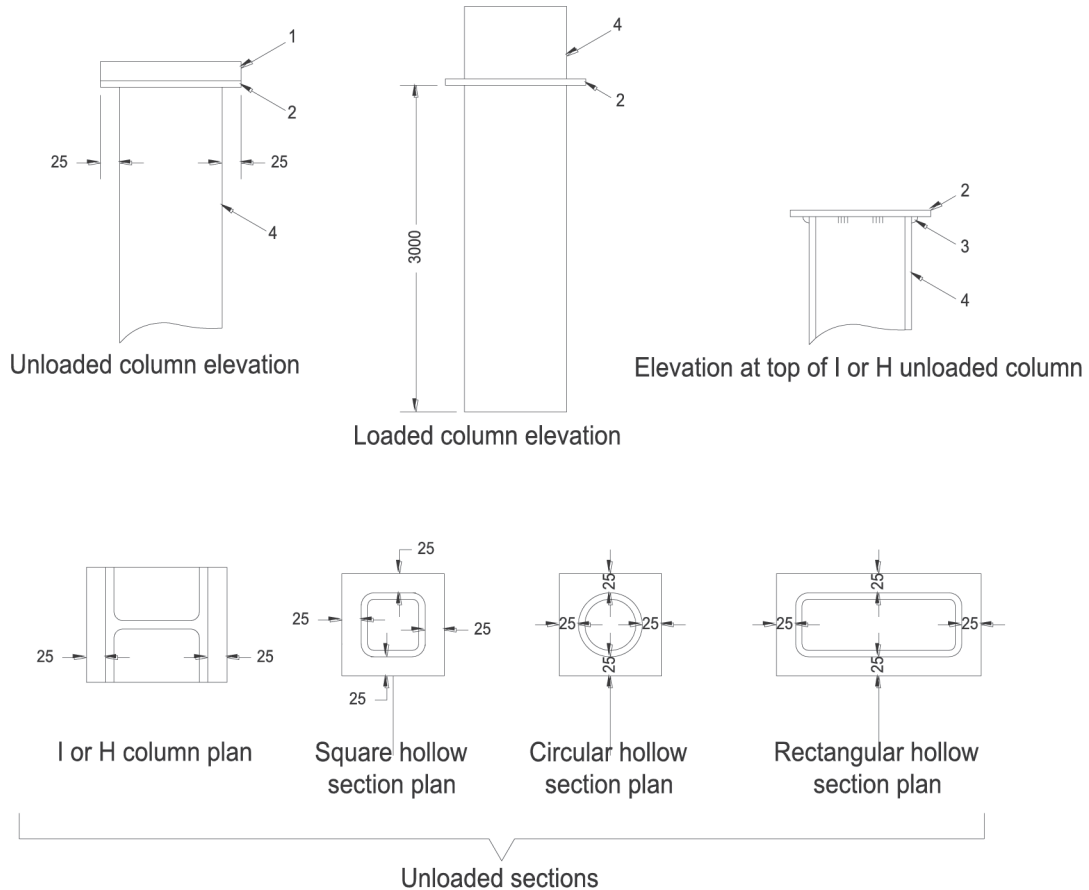 1
2
25
25
4
Unloaded column elevation
4
2
3000
Loaded column elevation
2
3
4
Elevation at top of I or H unloaded column
25
25
I or H column plan
25
25
25
25
Square hollow
section plan
25
25
25
25
Circular hollow
section plan
25
25
25
25
Rectangular hollow
section plan
Unloaded sections